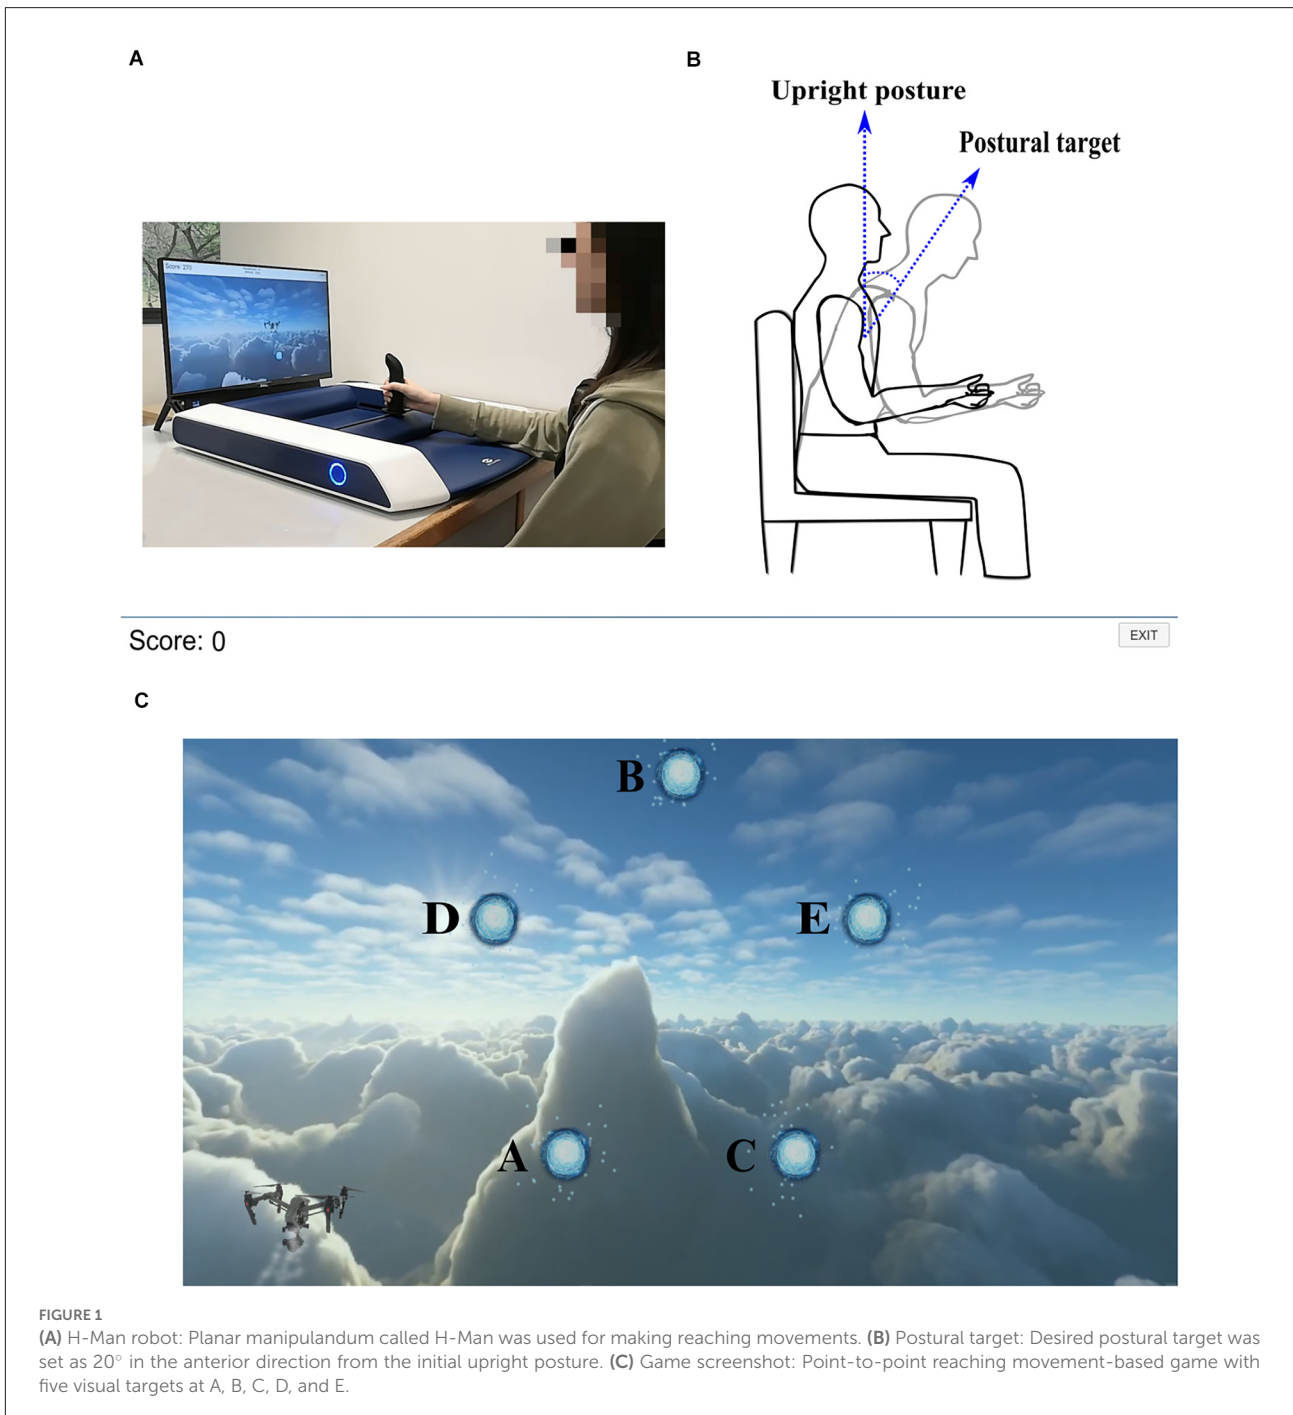 A
B
Upright posture
Postural target
Score: 270
Score: 0
EXIT
C
B
D
E
A
C
FIGURE 1
(A) H-Man robot: Planar manipulandum called H-Man was used for making reaching movements. (B) Postural target: Desired postural target was
set as 20° in the anterior direction from the initial upright posture. (C) Game screenshot: Point-to-point reaching movement-based game with
five visual targets at A, B, C, D, and E.